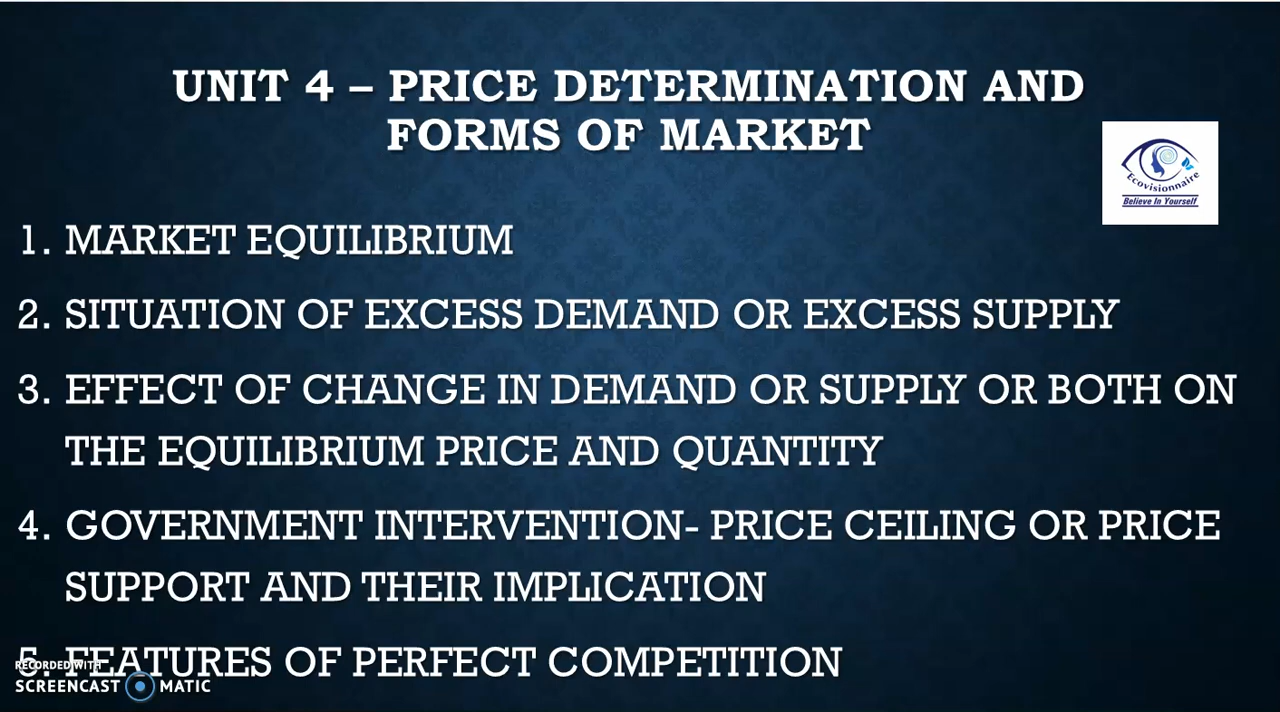 UNIT 4 – PRICE DETERMINATION AND
FORMS OF MARKET
Ecovisionnaire
Believe In Yourself
1. MARKET EQUILIBRIUM
2. SITUATION OF EXCESS DEMAND OR EXCESS SUPPLY
3. EFFECT OF CHANGE IN DEMAND OR SUPPLY OR BOTH ON
THE EQUILIBRIUM PRICE AND QUANTITY
4. GOVERNMENT INTERVENTION- PRICE CEILING OR PRICE
SUPPORT AND THEIR IMPLICATION
5. FEATURES OF PERFECT COMPETITION
RECORDED WITH
SCREENCAST MATIC